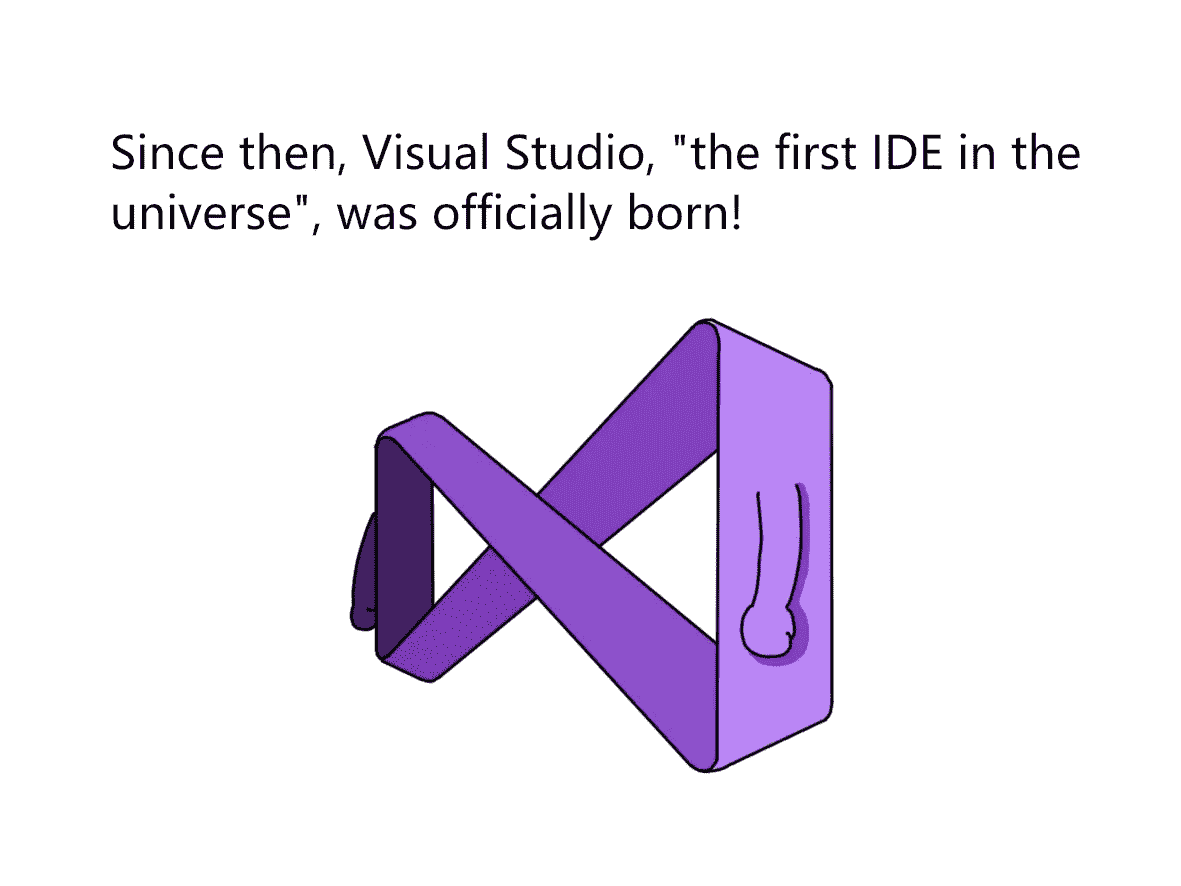 Since then, Visual Studio, "the first IDE in the
universe", was officially born!